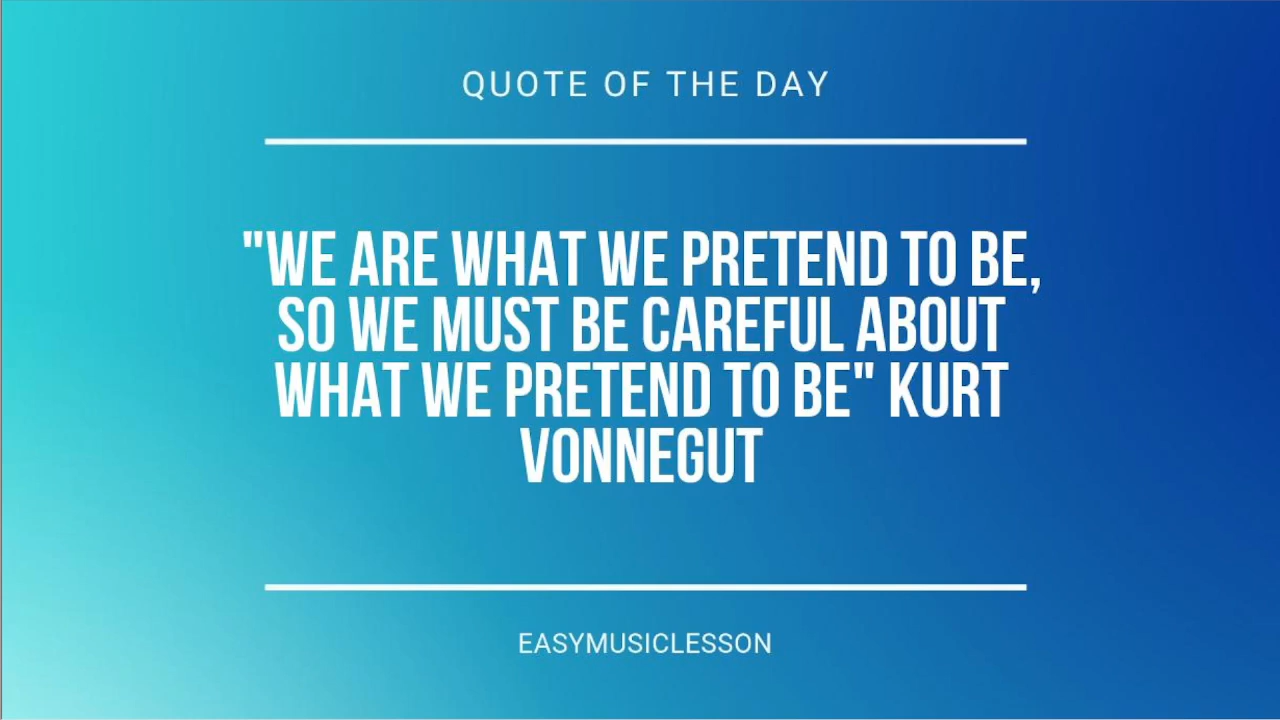 QUOTE OF THE DAY
"WE ARE WHAT WE PRETEND TO BE,
SO WE MUST BE CAREFUL ABOUT
WHAT WE PRETEND TO BE" KURT
VONNEGUT
EASYMUSICLESSON